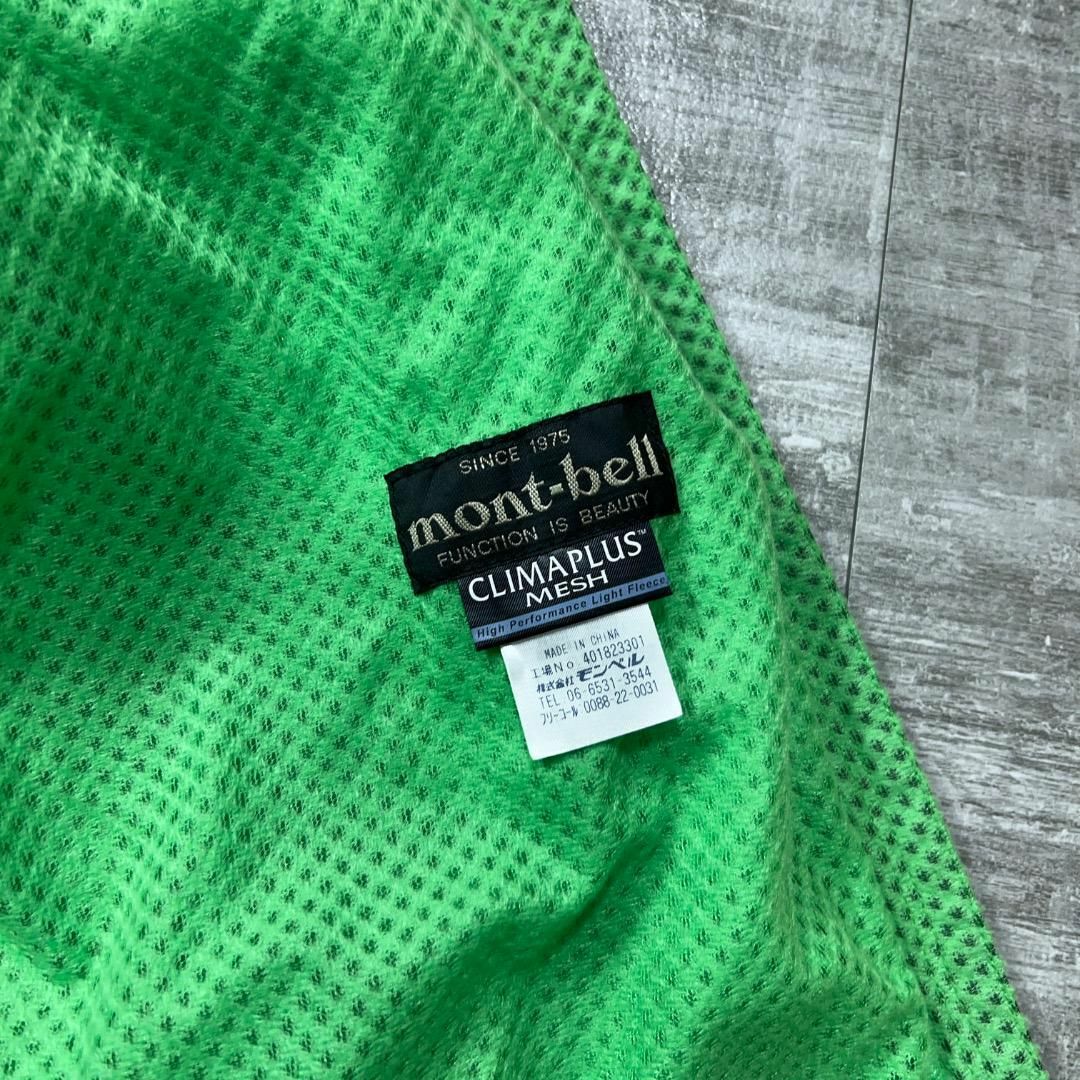 SINCE 1975
mont-bell
FUNCTION IS BEAUTY
CLIMAPLUS™
MESH
High Performance Light Fleece
MADE IN CHINA
工場No 401823301
株式会社 モンベル
TEL 06-6531-3544
フリーコール 0088-22-0031